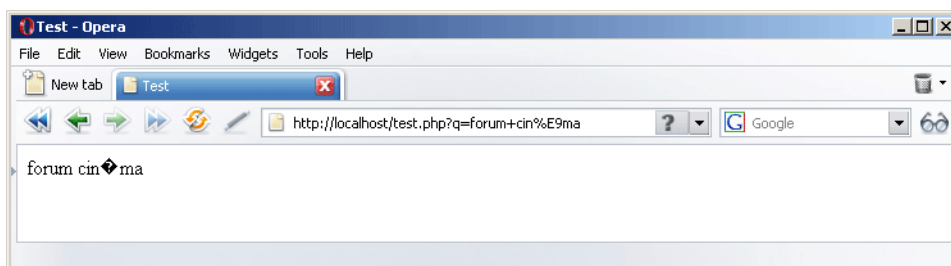 Test - Opera
File Edit View Bookmarks Widgets Tools Help
New tab Test
http://localhost/test.php?q=forum+cin%E9ma ? G Google
forum cin�ma